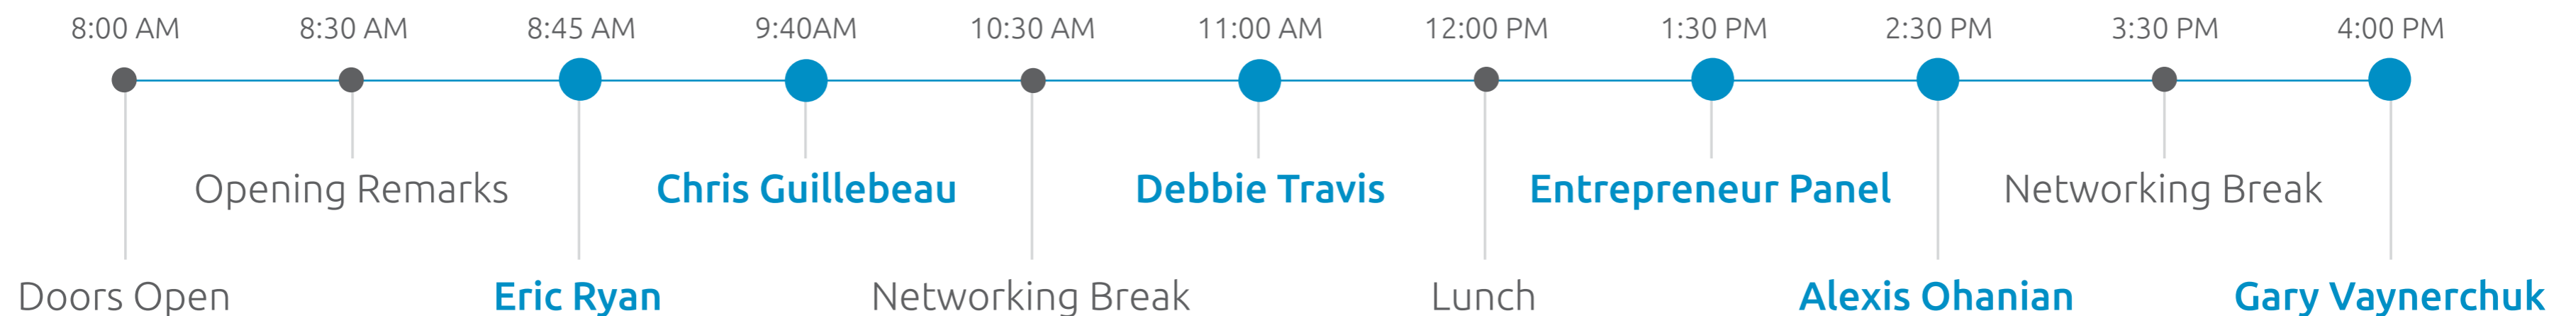 8:00 AM 8:30 AM 8:45 AM 9:40AM 10:30 AM 11:00 AM 12:00 PM 1:30 PM 2:30 PM 3:30 PM 4:00 PM
Opening Remarks Chris Guillebeau Debbie Travis Entrepreneur Panel Networking Break
Doors Open Eric Ryan Networking Break Lunch Alexis Ohanian Gary Vaynerchuk